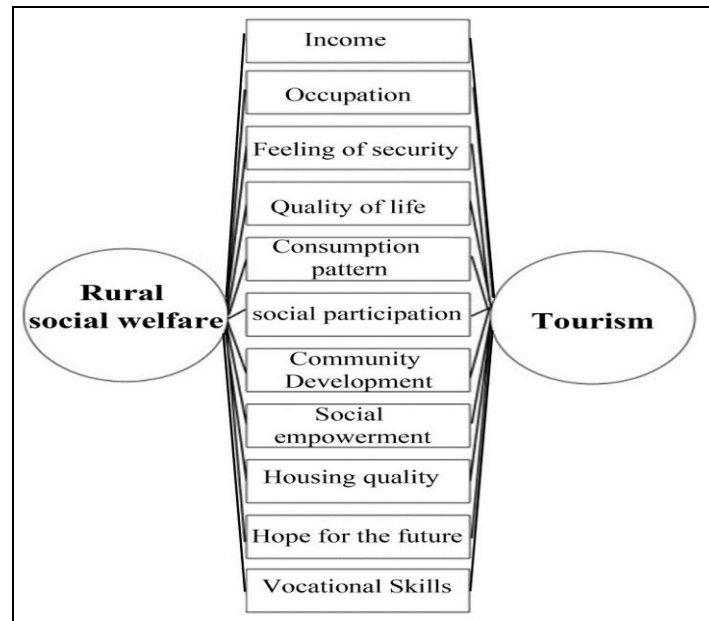 Income
Occupation
Feeling of security
Quality of life
Consumption
pattern
Rural
social welfare
social participation
Tourism
Community
Development
Social
empowerment
Housing quality
Hope for the future
Vocational Skills